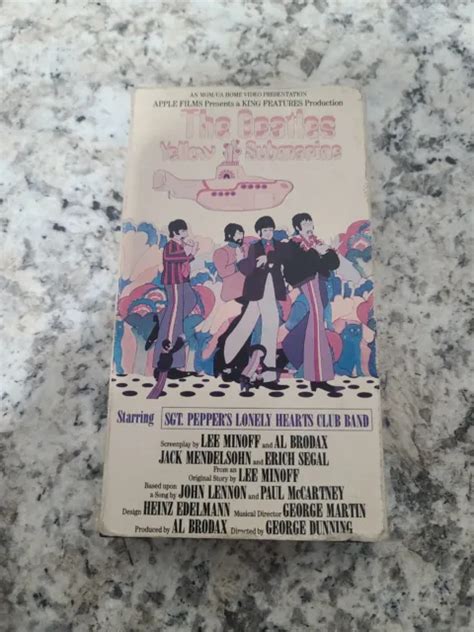 AN MGM/UA HOME VIDEO PRESENTATION
APPLE FILMS Presents a KING FEATURES Production
The Beatles
Yellow Submarine
Starring SGT. PEPPER'S LONELY HEARTS CLUB BAND
Screenplay by LEE MINOFF and AL BRODAX
JACK MENDELSOHN and ERICH SEGAL
From an
Original Story by LEE MINOFF
Based upon
a Song by JOHN LENNON and PAUL McCARTNEY
Design HEINZ EDELMANN Musical Director GEORGE MARTIN
Produced by AL BRODAX Directed by GEORGE DUNNING